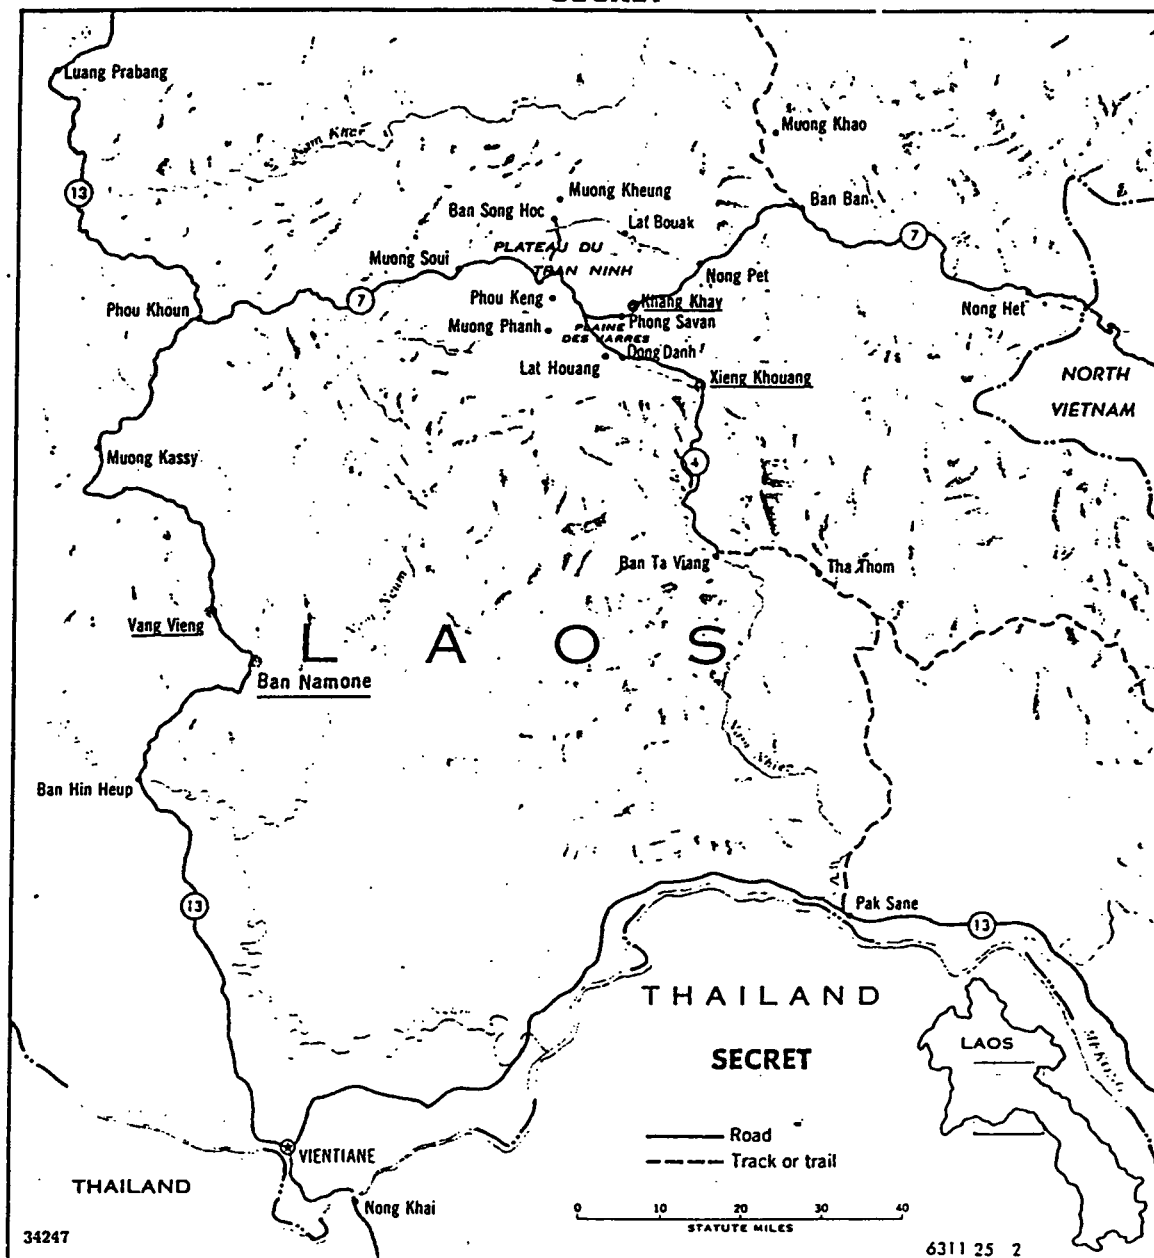 SECRET
Luang Prabang
Nam Khan
Muong Khao
13
Muong Kheung
Ban Song Hoc
Lat Bouak
Ban Ban
7
PLATEAU DU
TRAN NINH
Muong Soui
Nong Pet
Phou Keng
Khang Khay
Phou Khoun
7
Phong Savan
Nong Het
Muong Phanh
PLAINE
DES JARRES
Lat Houang
Dong Danh
Xieng Khouang
NORTH
VIETNAM
Muong Kassy
4
Ban Ta Viang
Tha Thom
Vang Vieng
LAOS
Ban Namone
Ban Hin Heup
13
Pak Sane
13
THAILAND
SECRET
LAOS
Road
Track or trail
VIENTIANE
THAILAND
Nong Khai
0 10 20 30 40
STATUTE MILES
34247
6311 25 2